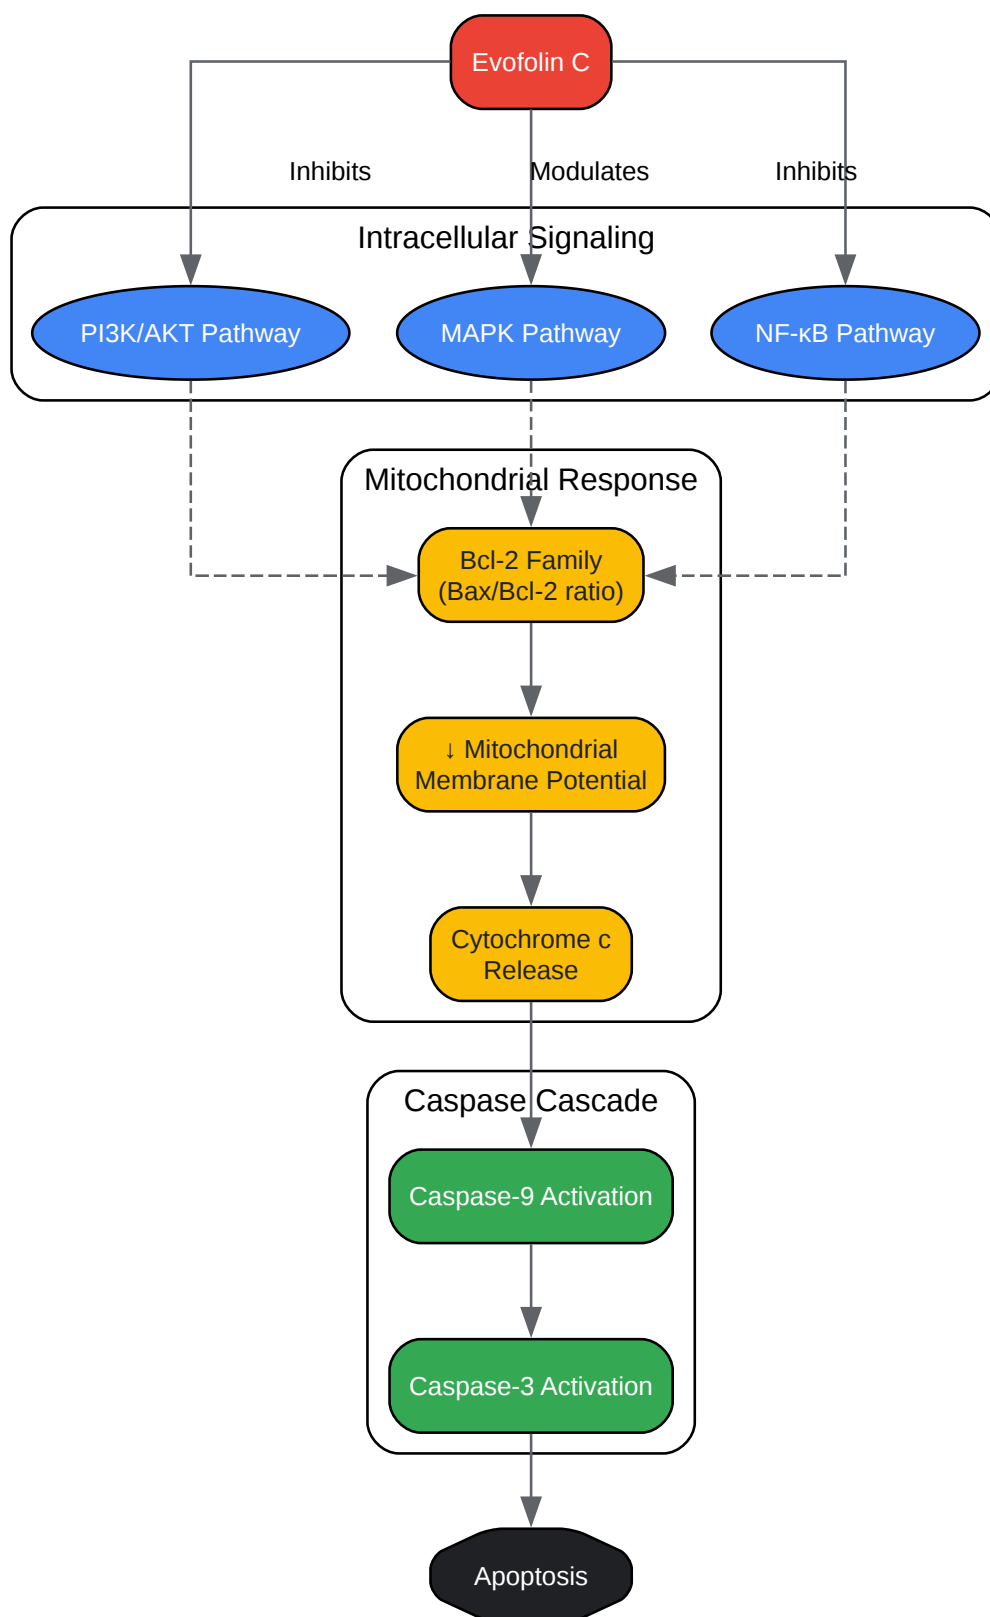 Evofolin C
Inhibits
Modulates
Inhibits
Intracellular Signaling
PI3K/AKT Pathway
MAPK Pathway
NF-κB Pathway
Mitochondrial Response
Bcl-2 Family
(Bax/Bcl-2 ratio)
↓ Mitochondrial
Membrane Potential
Cytochrome c
Release
Caspase Cascade
Caspase-9 Activation
Caspase-3 Activation
Apoptosis